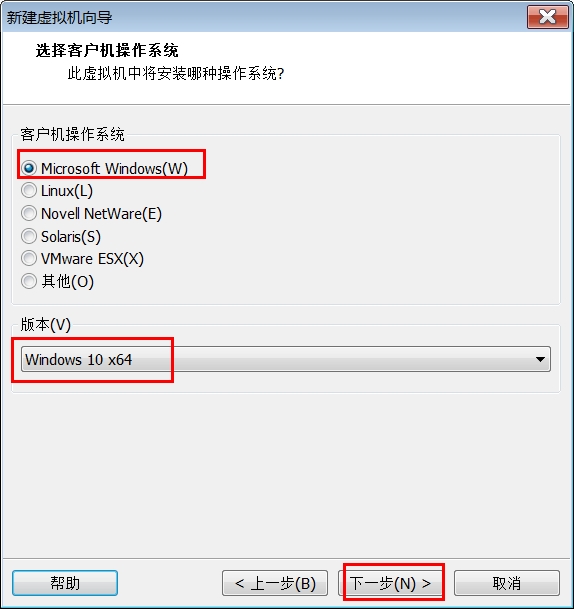 新建虚拟机向导
选择客户机操作系统
此虚拟机中将安装哪种操作系统?
客户机操作系统
Microsoft Windows(W)
Linux(L)
Novell NetWare(E)
Solaris(S)
VMware ESX(X)
其他(O)
版本(V)
Windows 10 x64
帮助
< 上一步(B)
下一步(N) >
取消